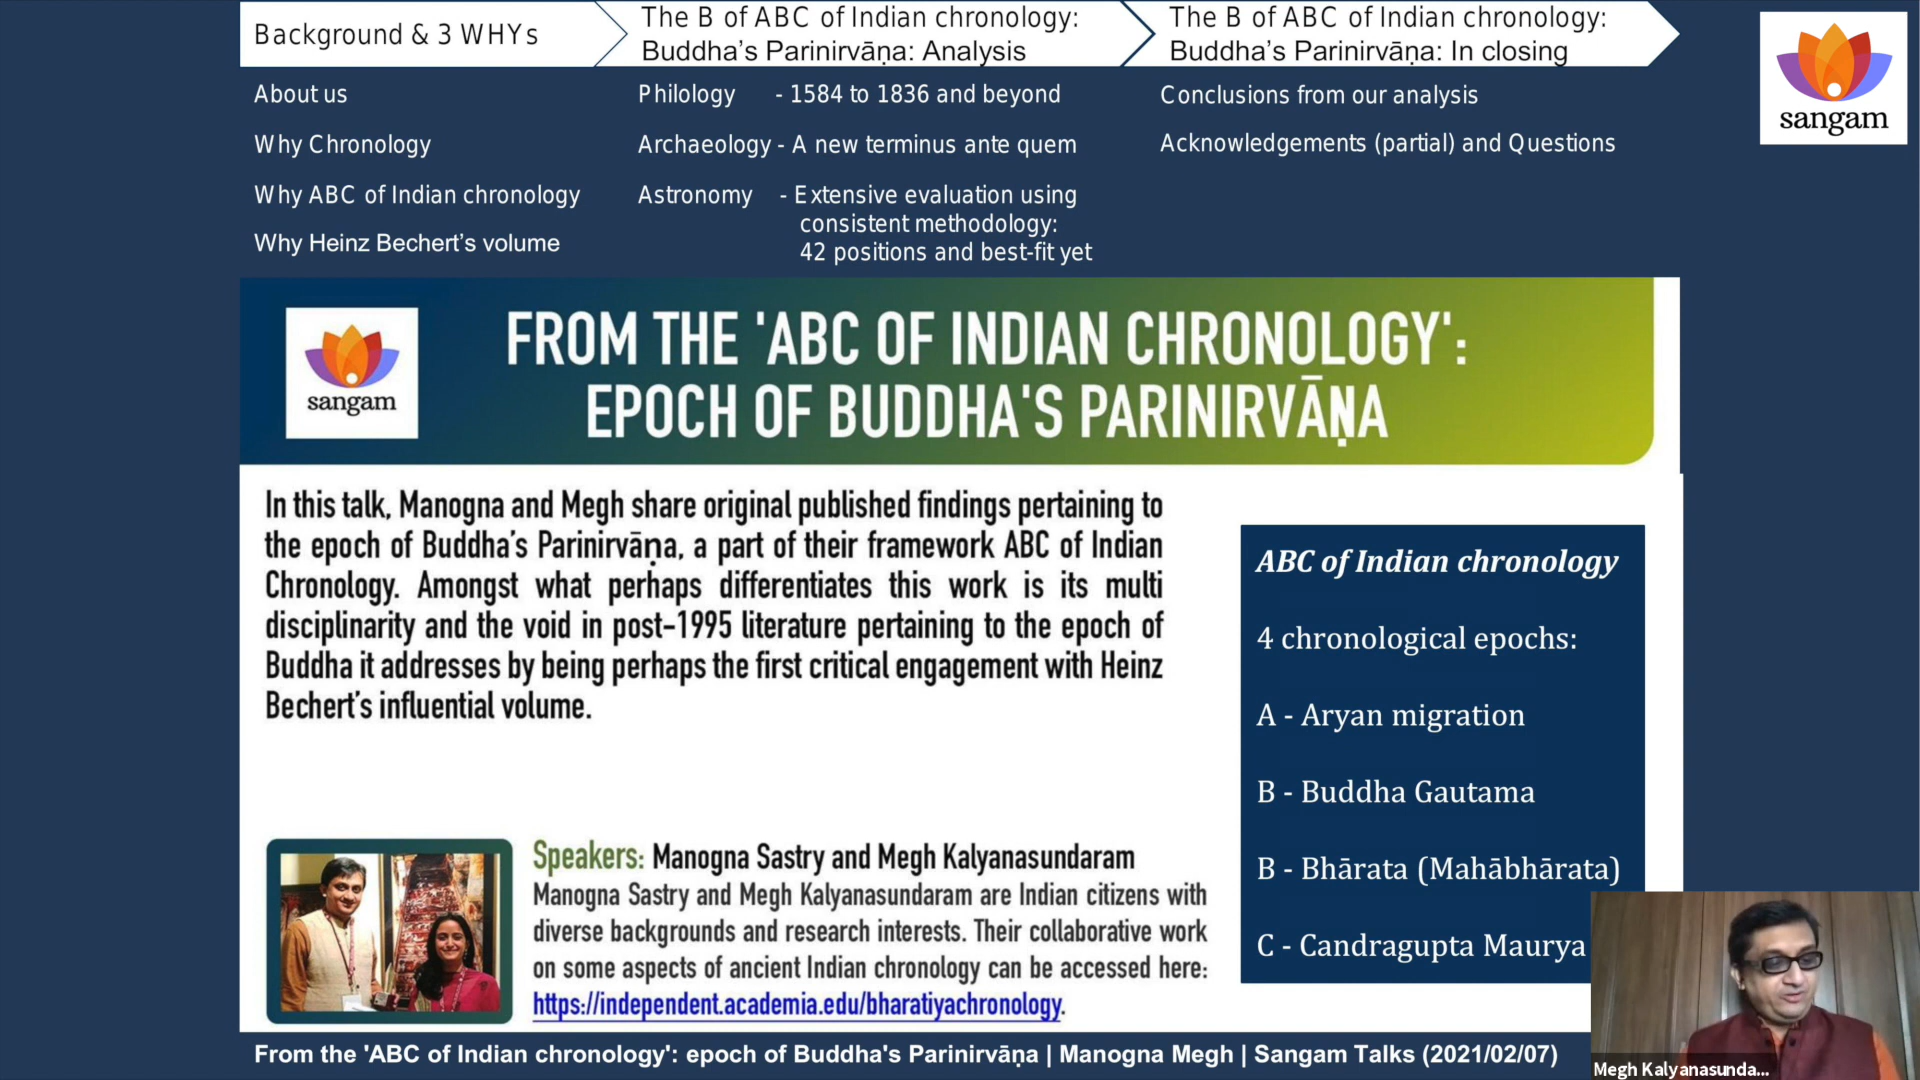 Background & 3 WHYs
The B of ABC of Indian chronology:
Buddha's Parinirvāṇa: Analysis
The B of ABC of Indian chronology:
Buddha's Parinirvāṇa: In closing
sangam
About us
Why Chronology
Why ABC of Indian chronology
Why Heinz Bechert's volume
Philology - 1584 to 1836 and beyond
Archaeology - A new terminus ante quem
Astronomy - Extensive evaluation using
consistent methodology:
42 positions and best-fit yet
Conclusions from our analysis
Acknowledgements (partial) and Questions
sangam
FROM THE 'ABC OF INDIAN CHRONOLOGY':
EPOCH OF BUDDHA'S PARINIRVĀṆA
In this talk, Manogna and Megh share original published findings pertaining to
the epoch of Buddha's Parinirvāṇa, a part of their framework ABC of Indian
Chronology. Amongst what perhaps differentiates this work is its multi
disciplinarity and the void in post-1995 literature pertaining to the epoch of
Buddha it addresses by being perhaps the first critical engagement with Heinz
Bechert's influential volume.
ABC of Indian chronology
4 chronological epochs:
A - Aryan migration
B - Buddha Gautama
B - Bhārata (Mahābhārata)
C - Candragupta Maurya
Speakers: Manogna Sastry and Megh Kalyanasundaram
Manogna Sastry and Megh Kalyanasundaram are Indian citizens with
diverse backgrounds and research interests. Their collaborative work
on some aspects of ancient Indian chronology can be accessed here:
https://independent.academia.edu/bharatiyachronology.
From the 'ABC of Indian chronology': epoch of Buddha's Parinirvāṇa | Manogna Megh | Sangam Talks (2021/02/07)
Megh Kalyanasunda...